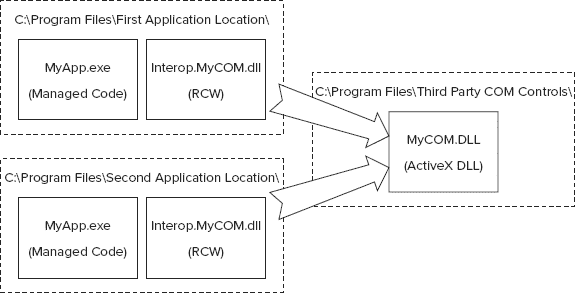 C:\Program Files\First Application Location\
MyApp.exe
(Managed Code)
Interop.MyCOM.dll
(RCW)
C:\Program Files\Third Party COM Controls\
MyCOM.DLL
(ActiveX DLL)
C:\Program Files\Second Application Location\
MyApp.exe
(Managed Code)
Interop.MyCOM.dll
(RCW)